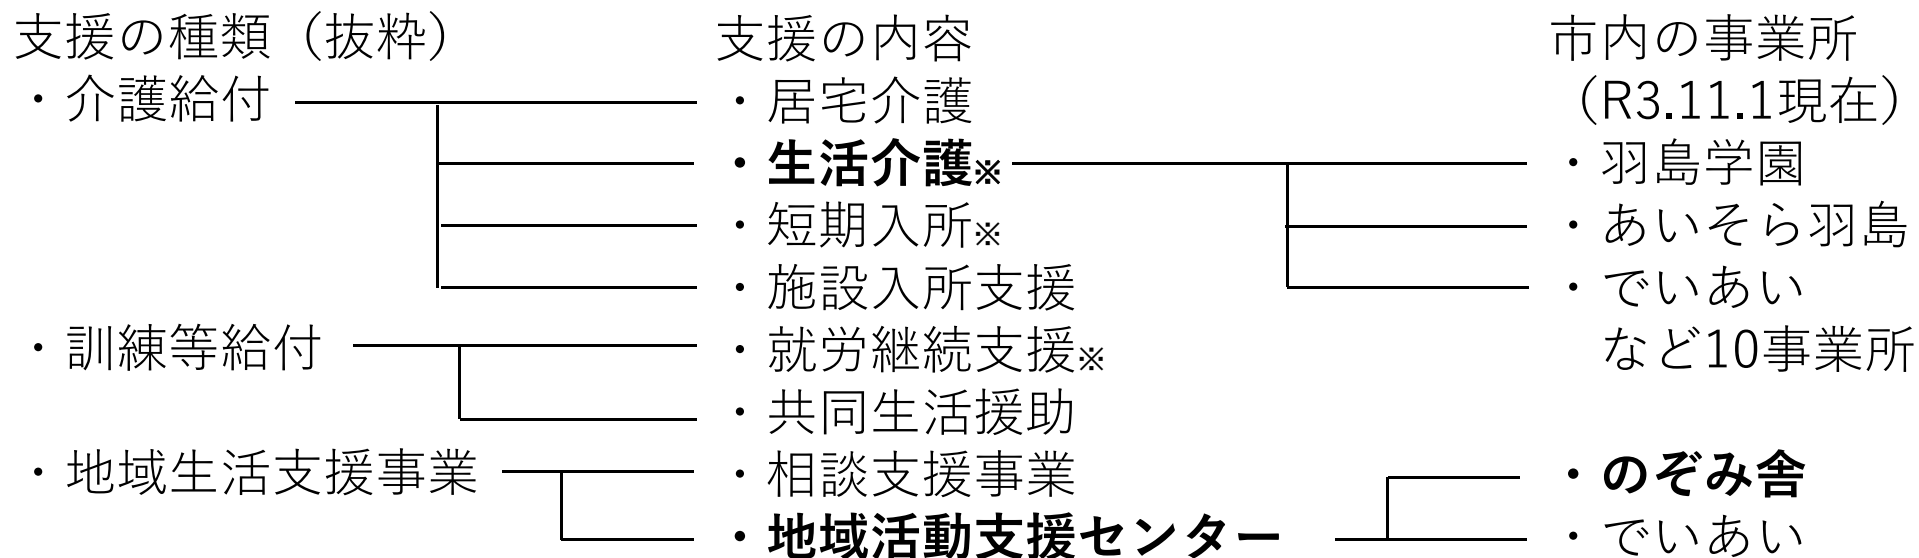 支援の種類（抜粋）
・介護給付
・訓練等給付
・地域生活支援事業
支援の内容
・居宅介護
・生活介護※
・短期入所※
・施設入所支援
・就労継続支援※
・共同生活援助
・相談支援事業
・地域活動支援センター
市内の事業所
（R3.11.1現在）
・羽島学園
・あいそら羽島
・でいあい
など10事業所
・のぞみ舎
・でいあい